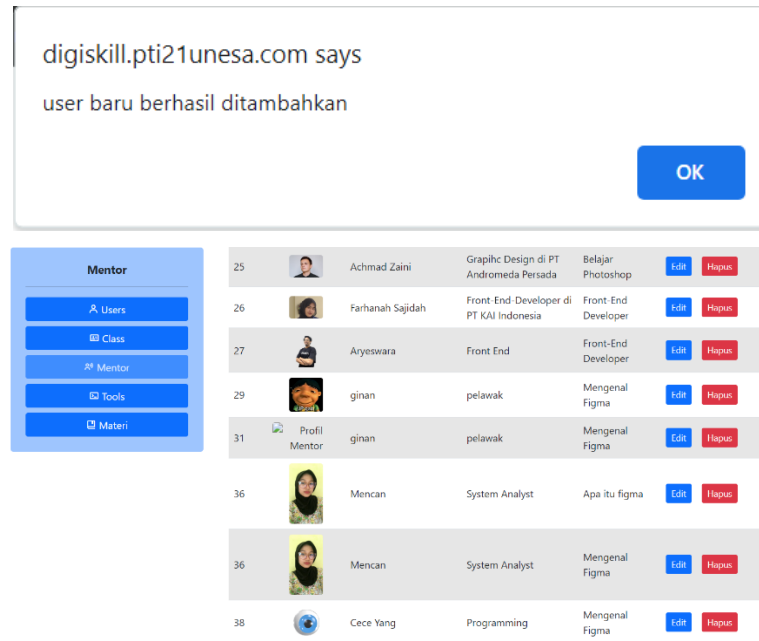 digiskill.pti21unesa.com says
user baru berhasil ditambahkan
OK
Mentor
Users
Class
Mentor
Tools
Materi
25 Achmad Zaini Grapihc Design di PT Belajar Edit Hapus
Andromeda Persada Photoshop
26 Farhanah Sajidah Front-End-Developer di Front-End Edit Hapus
PT KAI Indonesia Developer
27 Aryeswara Front End Front-End Edit Hapus
Developer
29 ginan pelawak Mengenal Edit Hapus
Figma
31 Profil ginan pelawak Mengenal Edit Hapus
Mentor Figma
36 Mencan System Analyst Apa itu figma Edit Hapus
36 Mencan System Analyst Mengenal Edit Hapus
Figma
38 Cece Yang Programming Mengenal Edit Hapus
Figma